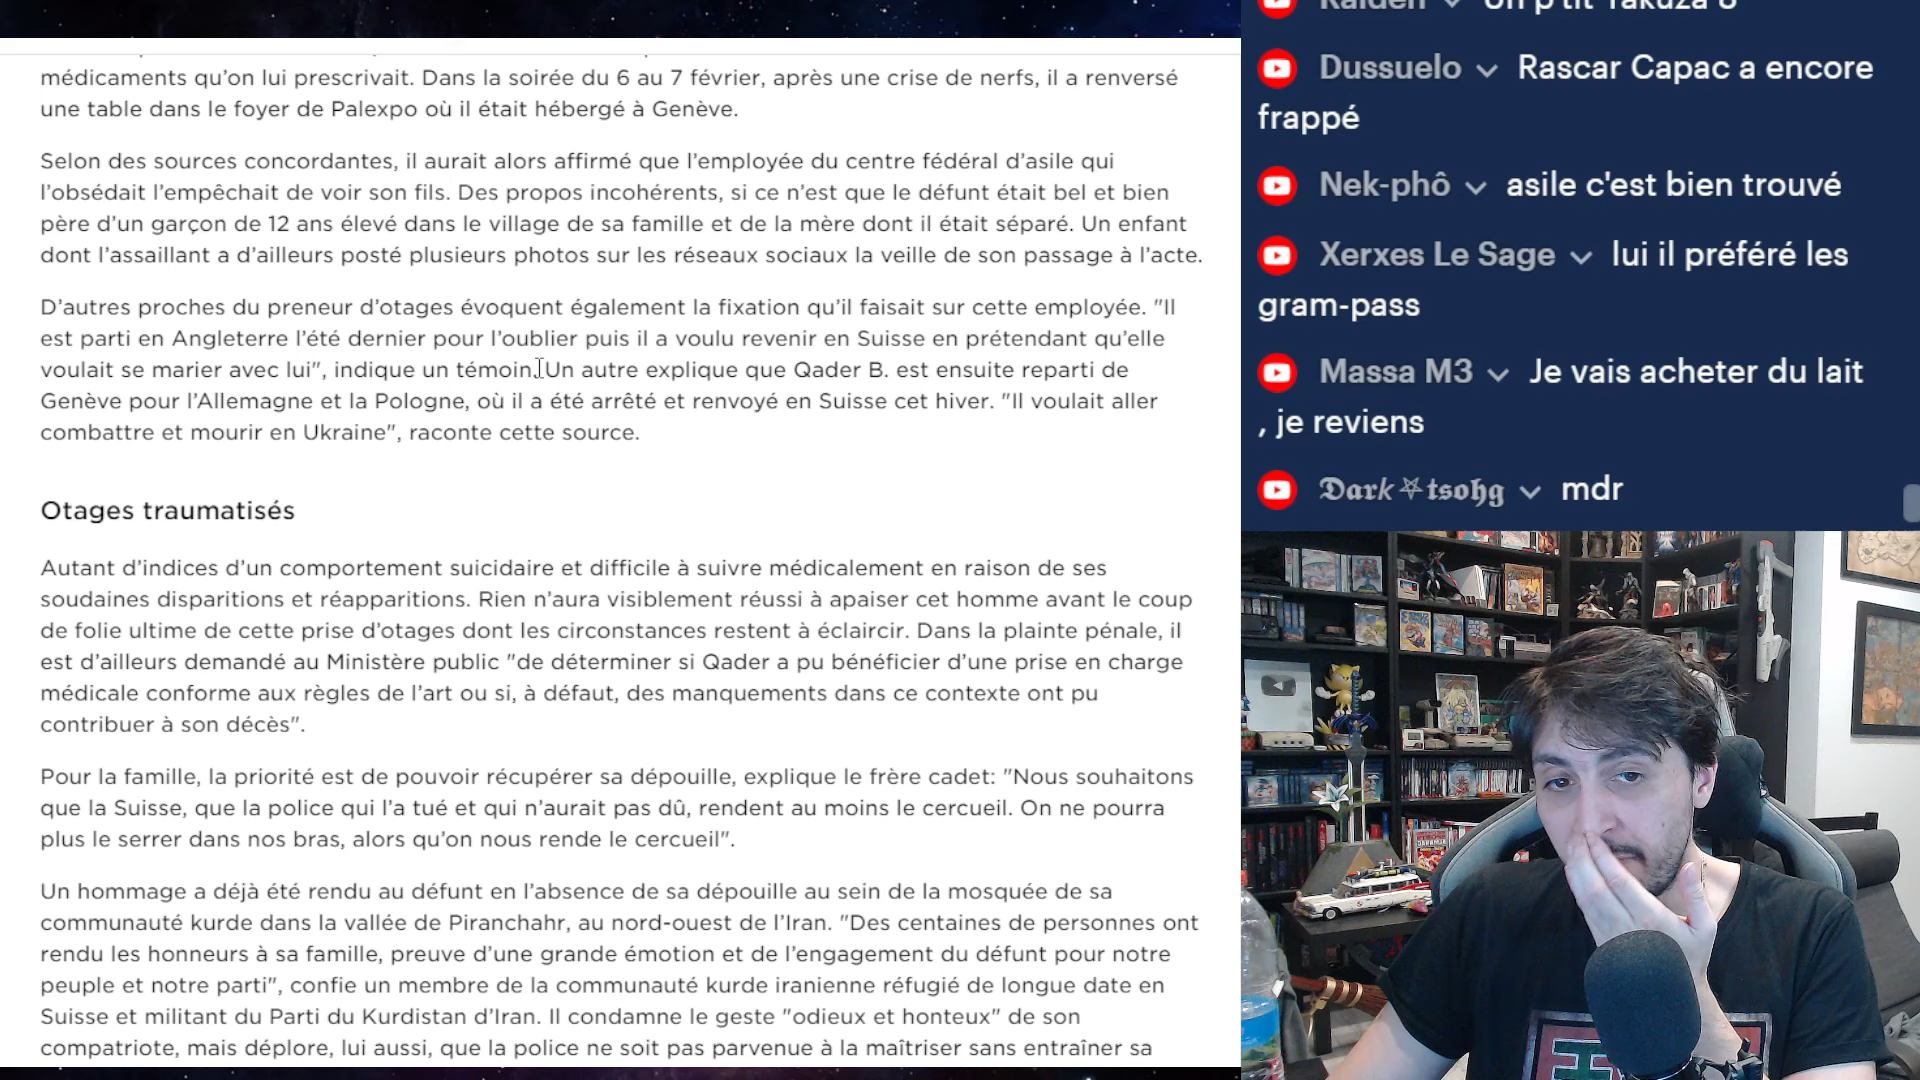 médicaments qu’on lui prescrivait. Dans la soirée du 6 au 7 février, après une crise de nerfs, il a renversé
une table dans le foyer de Palexpo où il était hébergé à Genève.
Selon des sources concordantes, il aurait alors affirmé que l’employée du centre fédéral d’asile qui
l’obsédait l’empêchait de voir son fils. Des propos incohérents, si ce n’est que le défunt était bel et bien
père d’un garçon de 12 ans élevé dans le village de sa famille et de la mère dont il était séparé. Un enfant
dont l’assaillant a d’ailleurs posté plusieurs photos sur les réseaux sociaux la veille de son passage à l’acte.
D’autres proches du preneur d’otages évoquent également la fixation qu’il faisait sur cette employée. "Il
est parti en Angleterre l’été dernier pour l’oublier puis il a voulu revenir en Suisse en prétendant qu’elle
voulait se marier avec lui", indique un témoin. Un autre explique que Qader B. est ensuite reparti de
Genève pour l’Allemagne et la Pologne, où il a été arrêté et renvoyé en Suisse cet hiver. "Il voulait aller
combattre et mourir en Ukraine", raconte cette source.
Otages traumatisés
Autant d’indices d’un comportement suicidaire et difficile à suivre médicalement en raison de ses
soudaines disparitions et réapparitions. Rien n’aura visiblement réussi à apaiser cet homme avant le coup
de folie ultime de cette prise d’otages dont les circonstances restent à éclaircir. Dans la plainte pénale, il
est d’ailleurs demandé au Ministère public "de déterminer si Qader a pu bénéficier d’une prise en charge
médicale conforme aux règles de l’art ou si, à défaut, des manquements dans ce contexte ont pu
contribuer à son décès".
Pour la famille, la priorité est de pouvoir récupérer sa dépouille, explique le frère cadet: "Nous souhaitons
que la Suisse, que la police qui l’a tué et qui n’aurait pas dû, rendent au moins le cercueil. On ne pourra
plus le serrer dans nos bras, alors qu’on nous rende le cercueil".
Un hommage a déjà été rendu au défunt en l’absence de sa dépouille au sein de la mosquée de sa
communauté kurde dans la vallée de Piranchahr, au nord-ouest de l’Iran. "Des centaines de personnes ont
rendu les honneurs à sa famille, preuve d’une grande émotion et de l’engagement du défunt pour notre
peuple et notre parti", confie un membre de la communauté kurde iranienne réfugié de longue date en
Suisse et militant du Parti du Kurdistan d’Iran. Il condamne le geste "odieux et honteux" de son
compatriote, mais déplore, lui aussi, que la police ne soit pas parvenue à la maîtriser sans entraîner sa
Raiden Un p'tit Yakuza 8
Dussuelo Rascar Capac a encore
frappé
Nek-phô asile c'est bien trouvé
Xerxes Le Sage lui il préféré les
gram-pass
Massa M3 Je vais acheter du lait
, je reviens
𝕯𝖆𝖗𝐤⛧𝖙𝖘𝖔𝖍𝖌 mdr